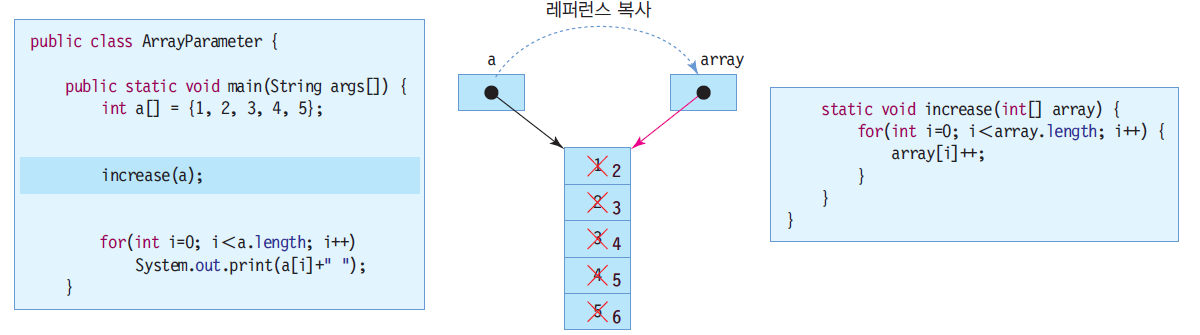 public class ArrayParameter {
public static void main(String args[]) {
int a[] = {1, 2, 3, 4, 5};
increase(a);
for(int i=0; i<a.length; i++)
System.out.print(a[i]+" ");
}
레퍼런스 복사
a
array
1 2
2 3
3 4
4 5
5 6
static void increase(int[] array) {
for(int i=0; i<array.length; i++) {
array[i]++;
}
}
}